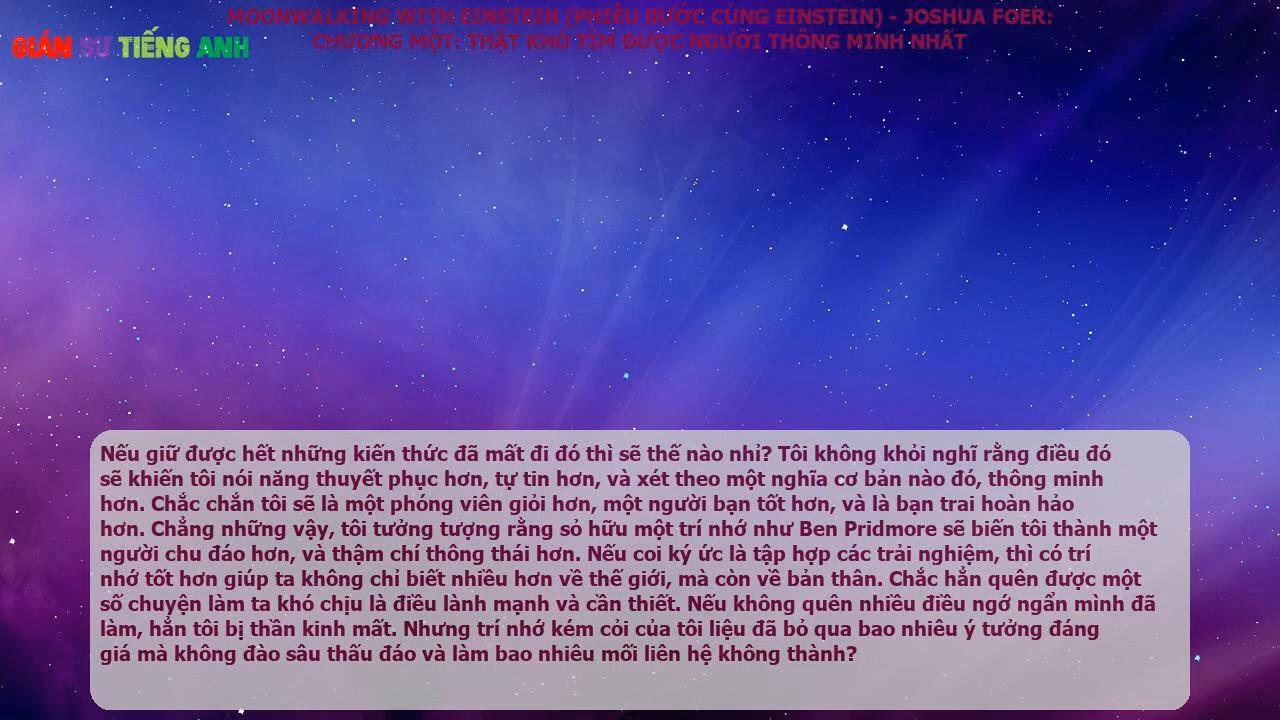 MOONWALKING WITH EINSTEIN (PHIÊU BƯỚC CÙNG EINSTEIN) - JOSHUA FOER:
CHƯƠNG MỘT: THẬT KHÓ TÌM ĐƯỢC NGƯỜI THÔNG MINH NHẤT
GIÁN SỨ TIẾNG ANH
Nếu giữ được hết những kiến thức đã mất đi đó thì sẽ thế nào nhỉ? Tôi không khỏi nghĩ rằng điều đó
sẽ khiến tôi nói năng thuyết phục hơn, tự tin hơn, và xét theo một nghĩa cơ bản nào đó, thông minh
hơn. Chắc chắn tôi sẽ là một phóng viên giỏi hơn, một người bạn tốt hơn, và là bạn trai hoàn hảo
hơn. Chẳng những vậy, tôi tưởng tượng rằng sỏ hữu một trí nhớ như Ben Pridmore sẽ biến tôi thành một
người chu đáo hơn, và thậm chí thông thái hơn. Nếu coi ký ức là tập hợp các trải nghiệm, thì có trí
nhớ tốt hơn giúp ta không chỉ biết nhiều hơn về thế giới, mà còn về bản thân. Chắc hẳn quên được một
số chuyện làm ta khó chịu là điều lành mạnh và cần thiết. Nếu không quên nhiều điều ngớ ngẩn mình đã
làm, hẳn tôi bị thần kinh mất. Nhưng trí nhớ kém cỏi của tôi liệu đã bỏ qua bao nhiêu ý tưởng đáng
giá mà không đào sâu thấu đáo và làm bao nhiêu mối liên hệ không thành?